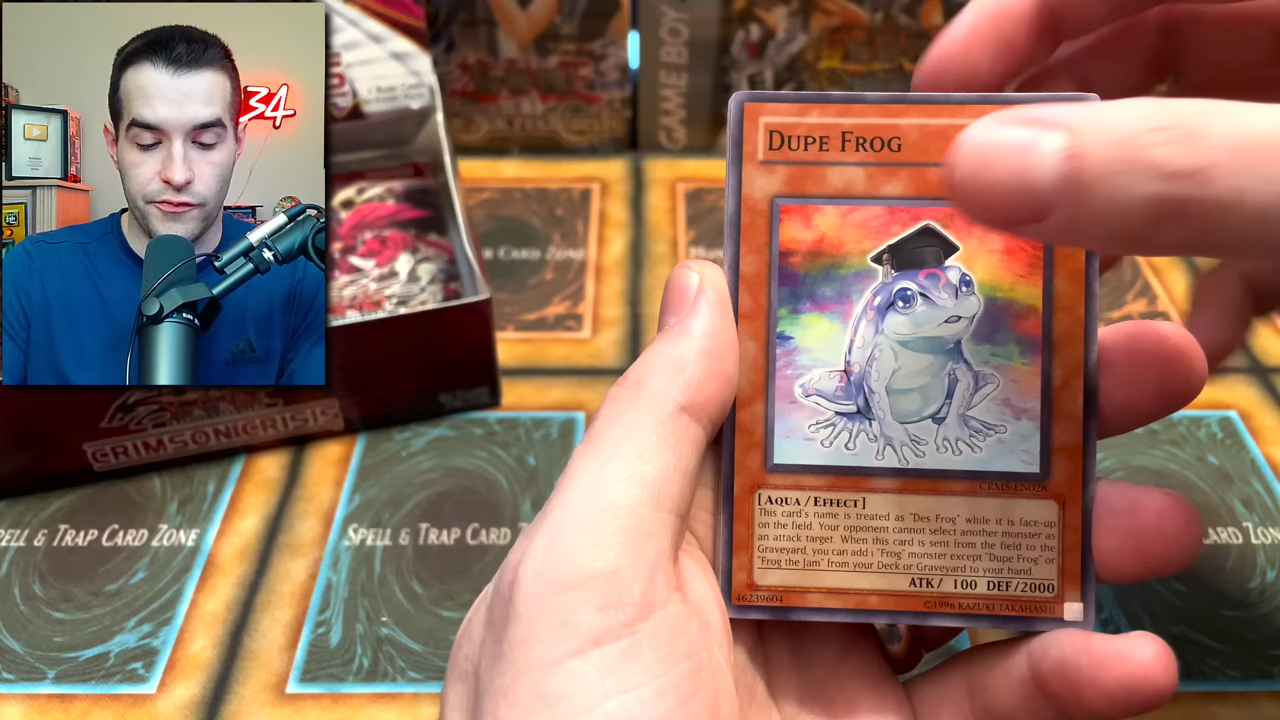 34
GAME BOY
DUPE FROG
CARD ZONE
CRIMSON CRISIS
CRMS-EN028
[AQUA / EFFECT]
This card's name is treated as "Des Frog" while it is face-up
on the field. Your opponent cannot select another monster as
an attack target. When this card is sent from the field to the
Graveyard, you can add 1 "Frog" monster except "Dupe Frog" or
"Frog the Jam" from your Deck or Graveyard to your hand.
ATK/ 100 DEF/2000
46239604
©1996 KAZUKI TAKAHASHI
SPELL & TRAP CARD ZONE
SPELL & TRAP CARD
CARD ZON